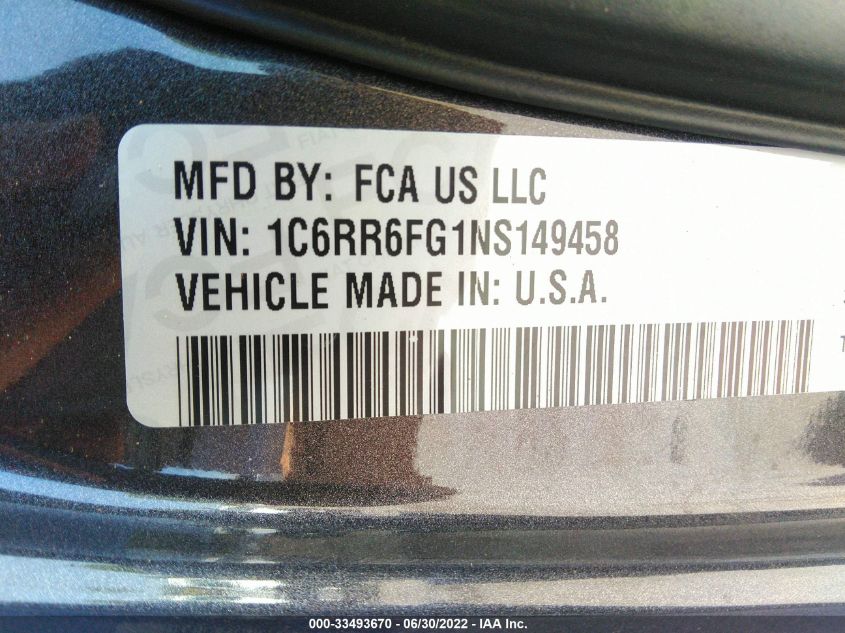 MFD BY: FCA US LLC
VIN: 1C6RR6FG1NS149458
VEHICLE MADE IN: U.S.A.
000-33493670 - 06/30/2022 - IAA Inc.